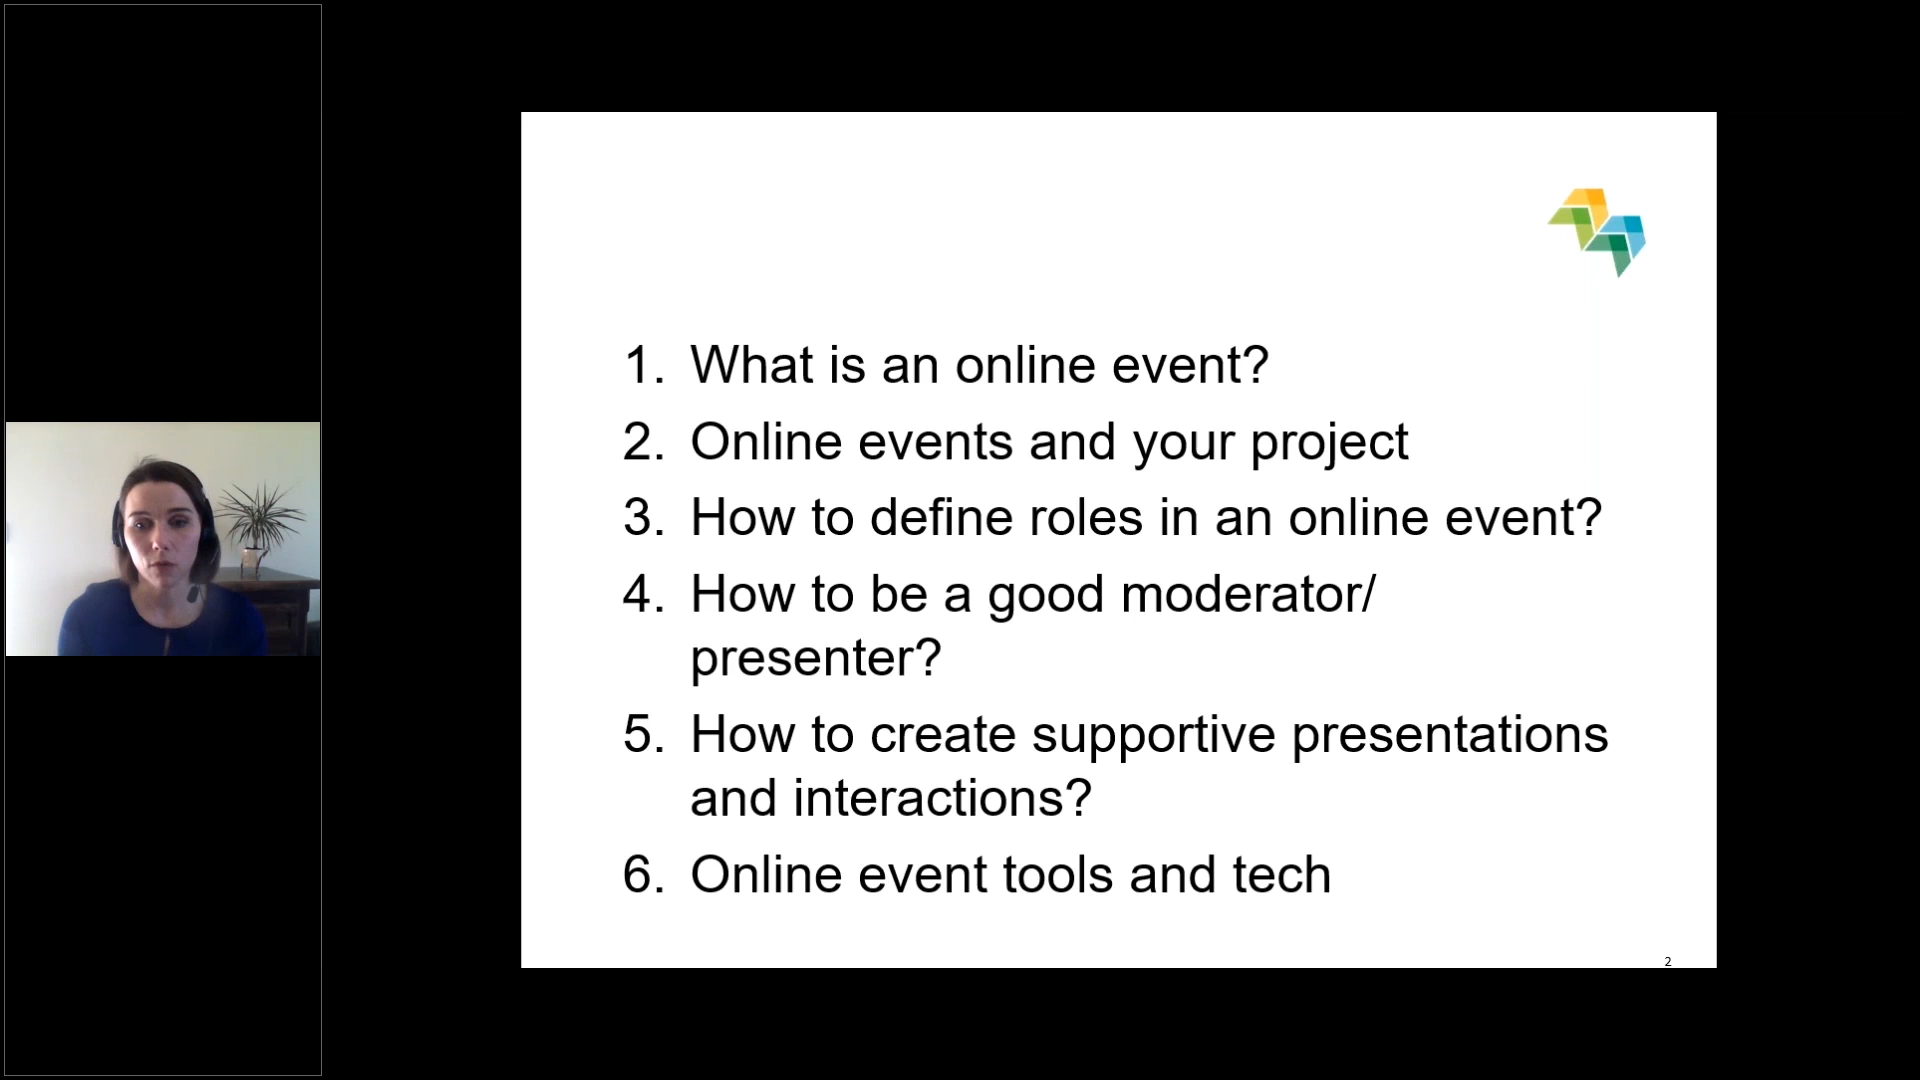 1. What is an online event?
2. Online events and your project
3. How to define roles in an online event?
4. How to be a good moderator/
presenter?
5. How to create supportive presentations
and interactions?
6. Online event tools and tech
2